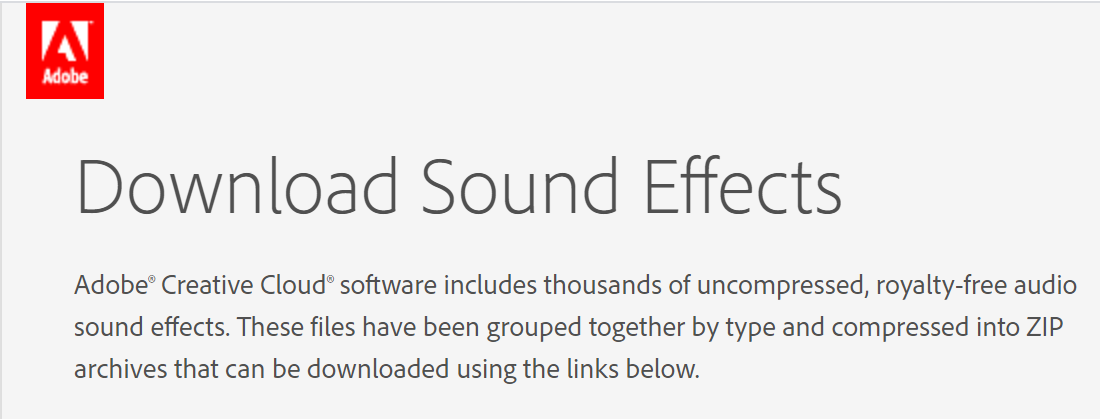 Adobe
Download Sound Effects
Adobe® Creative Cloud® software includes thousands of uncompressed, royalty-free audio
sound effects. These files have been grouped together by type and compressed into ZIP
archives that can be downloaded using the links below.